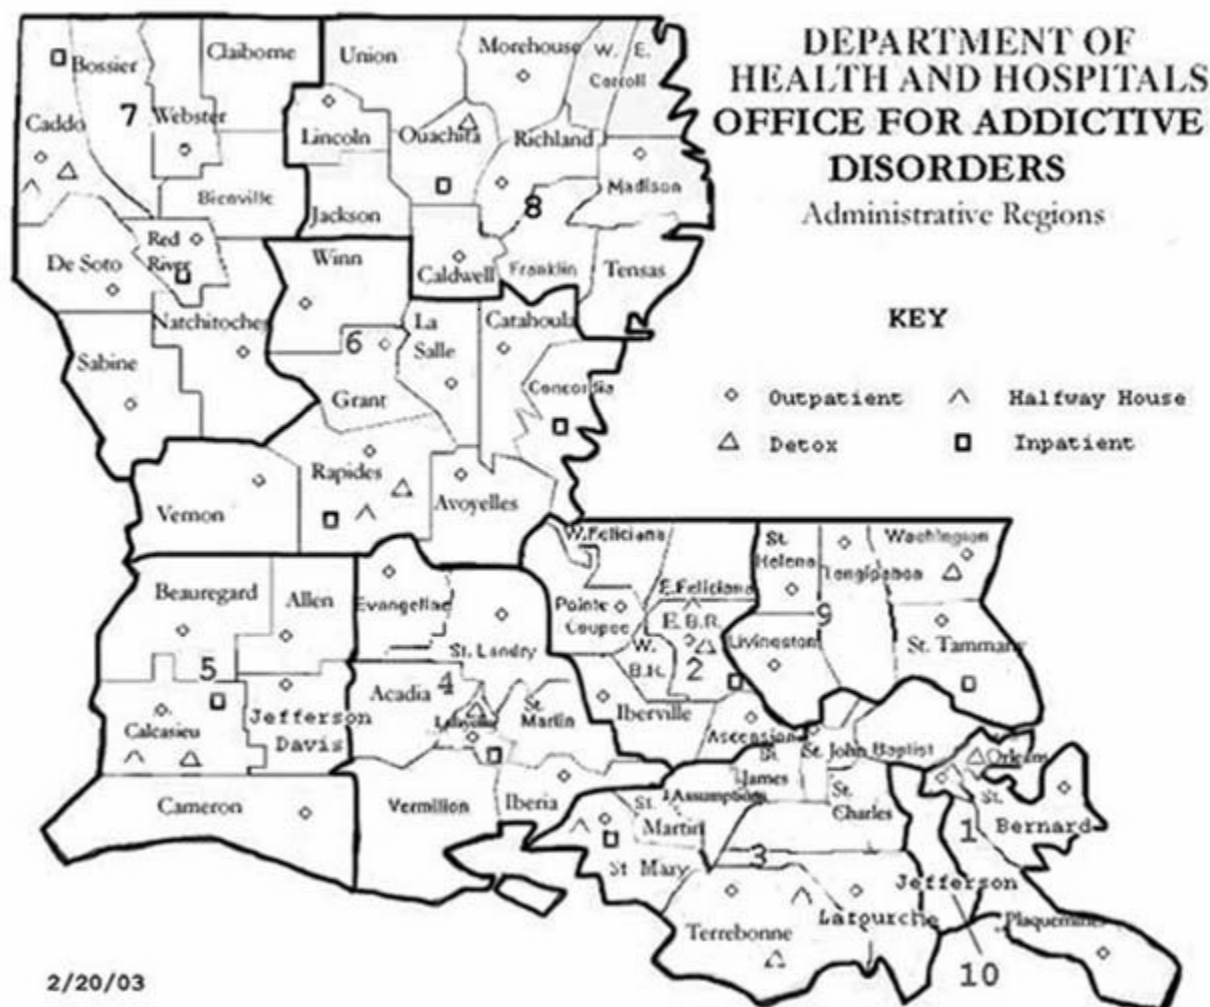 DEPARTMENT OF
HEALTH AND HOSPITALS
OFFICE FOR ADDICTIVE
DISORDERS
Administrative Regions
KEY
Outpatient
Halfway House
Detox
Inpatient
Bossier
Claiborne
Union
Morehouse
W.
E.
Carroll
Caddo
7
Webster
Lincoln
Ouachita
Richland
Madison
Bienville
Jackson
8
Red
River
De Soto
Winn
Caldwell
Franklin
Tensas
Natchitoches
La
Salle
Catahoula
Sabine
6
Grant
Concordia
Rapides
Avoyelles
Vernon
W.Feliciana
St.
Helena
Washington
Beauregard
Allen
E.Feliciana
Pointe
Coupee
E.B.R.
9
Livingston
St. Tammany
W.
B.R.
2
St. Landry
5
Acadia
4
St.
Martin
Iberville
Calcasieu
Jefferson
Davis
Ascension
St. John Baptist
Orleans
St.
James
Assumption
St.
Charles
Cameron
Vermilion
Iberia
St.
Martin
St.
Bernard
1
3
St Mary
Jefferson
Terrebonne
Plaquemines
10
2/20/03